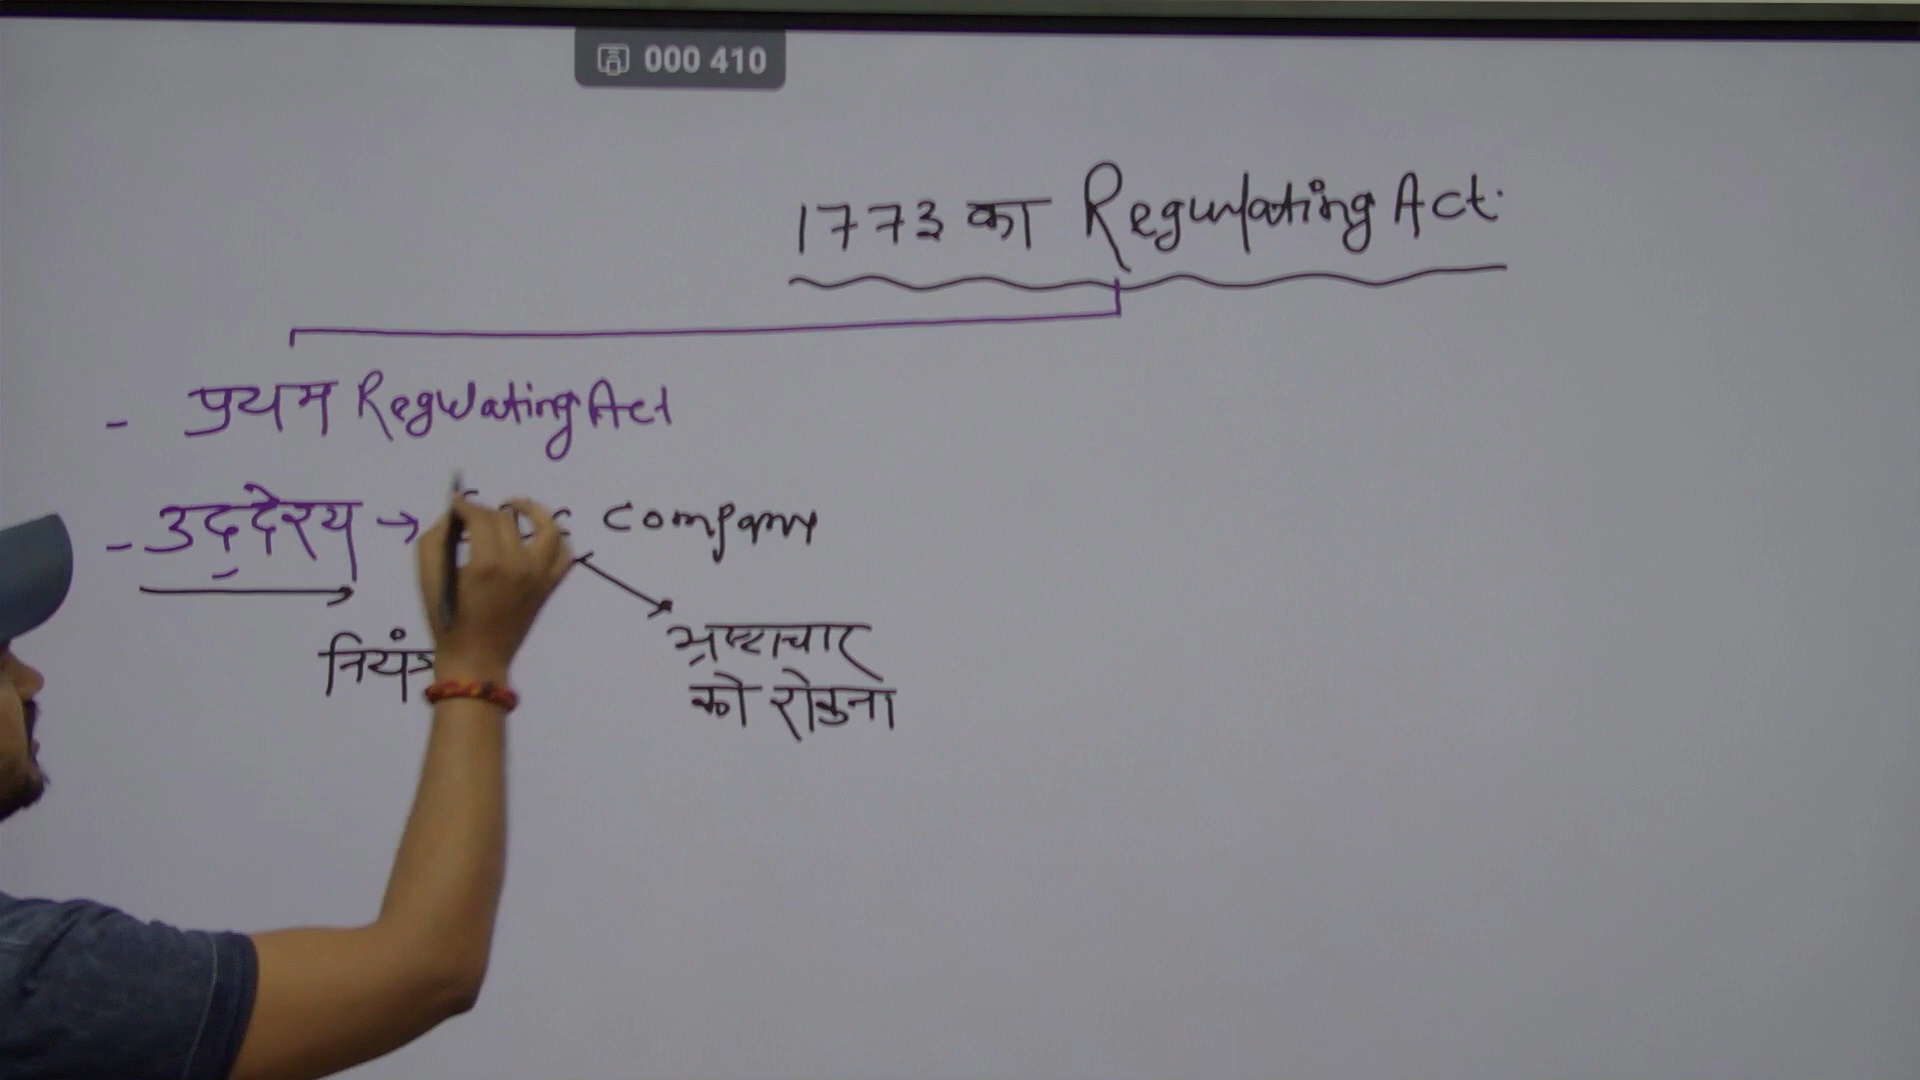 000 410
1773 का Regulating Act.
- प्रथम Regulating Act
- उद्देश्य → Company
भ्रष्टाचार
को रोकना